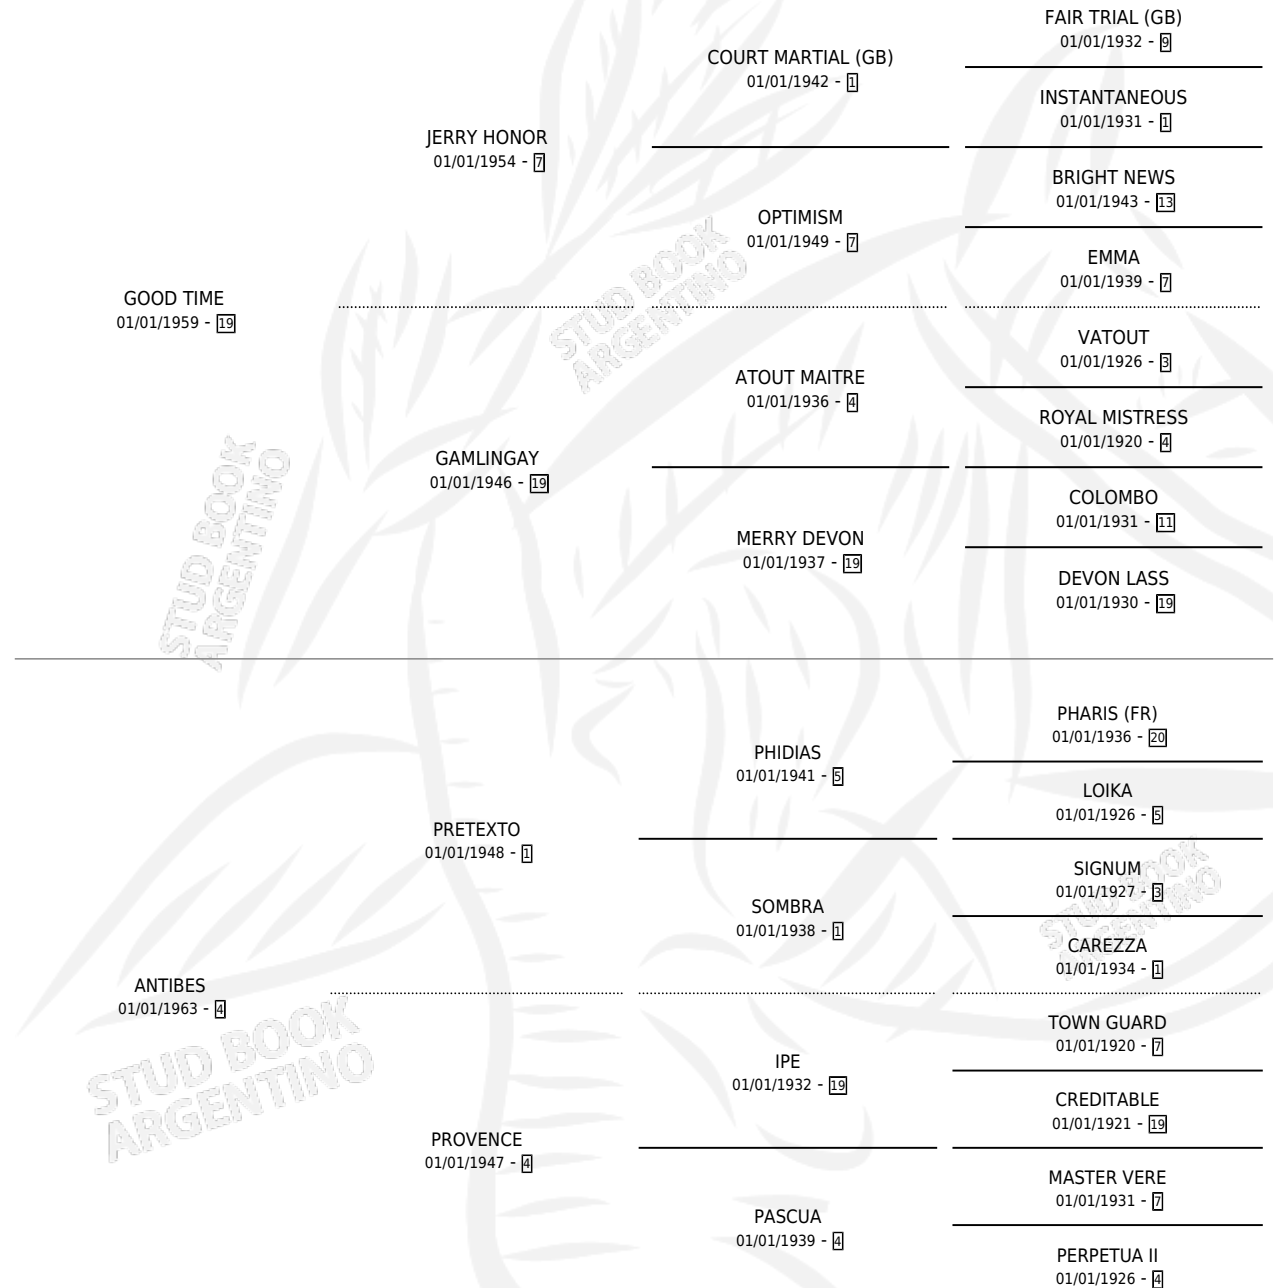 FAIR TRIAL (GB)
01/01/1932 - 9
COURT MARTIAL (GB)
01/01/1942 - 1
INSTANTANEOUS
01/01/1931 - 1
JERRY HONOR
01/01/1954 - 7
BRIGHT NEWS
01/01/1943 - 13
OPTIMISM
01/01/1949 - 7
EMMA
01/01/1939 - 7
GOOD TIME
01/01/1959 - 19
VATOUT
01/01/1926 - 3
ATOUT MAITRE
01/01/1936 - 4
ROYAL MISTRESS
01/01/1920 - 4
GAMLINGAY
01/01/1946 - 19
COLOMBO
01/01/1931 - 11
MERRY DEVON
01/01/1937 - 19
DEVON LASS
01/01/1930 - 19
STUD BOOK
ARGENTINO
STUD BOOK
ARGENTINO
PHARIS (FR)
01/01/1936 - 20
PHIDIAS
01/01/1941 - 5
LOIKA
01/01/1926 - 5
PRETEXTO
01/01/1948 - 1
SIGNUM
01/01/1927 - 3
SOMBRA
01/01/1938 - 1
CAREZZA
01/01/1934 - 1
STUD BOOK
ARGENTINO
ANTIBES
01/01/1963 - 4
TOWN GUARD
01/01/1920 - 7
IPE
01/01/1932 - 19
CREDITABLE
01/01/1921 - 19
STUD BOOK
ARGENTINO
PROVENCE
01/01/1947 - 4
MASTER VERE
01/01/1931 - 7
PASCUA
01/01/1939 - 4
PERPETUA II
01/01/1926 - 4